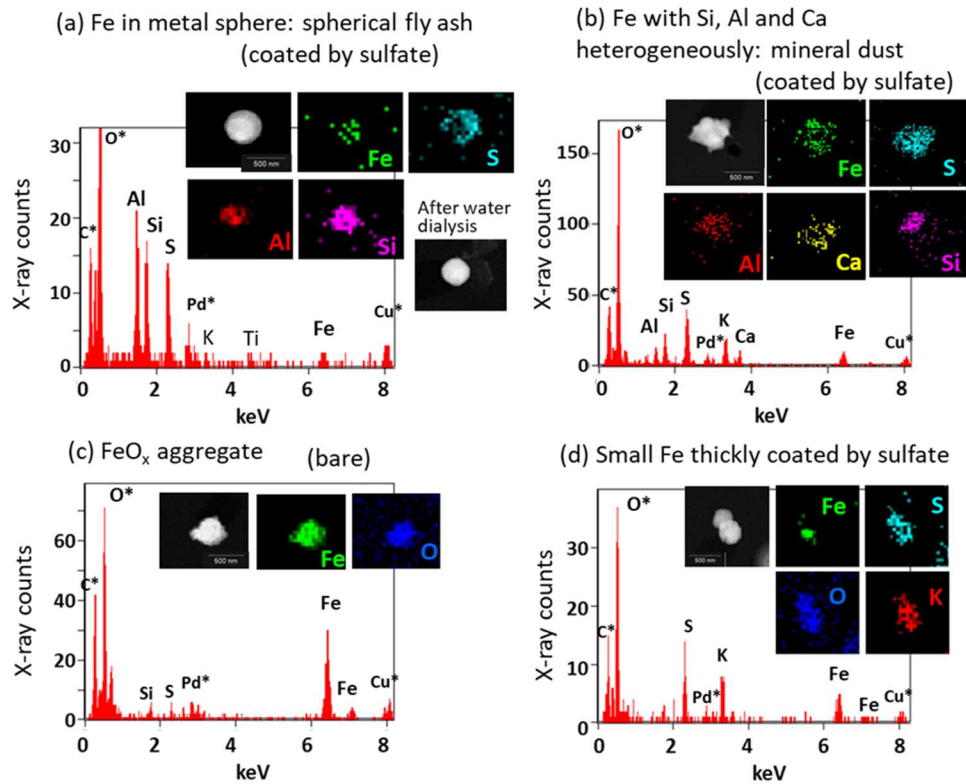 (a) Fe in metal sphere: spherical fly ash
(coated by sulfate)
X-ray counts
30
20
10
0
O*
C*
Al
Si
S
Pd*
K
Ti
Fe
Cu*
500 nm
Fe
S
Al
Si
After water
dialysis
0 2 4 6 8
keV
(b) Fe with Si, Al and Ca
heterogeneously: mineral dust
(coated by sulfate)
X-ray counts
150
100
50
0
O*
C*
Al
Si
S
Pd*
K
Ca
Fe
Cu*
500 nm
Fe
S
Al
Ca
Si
0 2 4 6 8
keV
(c) FeOₓ aggregate
(bare)
X-ray counts
60
40
20
0
O*
C*
Si
S
Pd*
Fe
Fe
Cu*
500 nm
Fe
O
0 2 4 6 8
keV
(d) Small Fe thickly coated by sulfate
X-ray counts
30
20
10
0
O*
C*
S
Pd*
K
Fe
Fe
Cu*
500 nm
Fe
S
O
K
0 2 4 6 8
keV